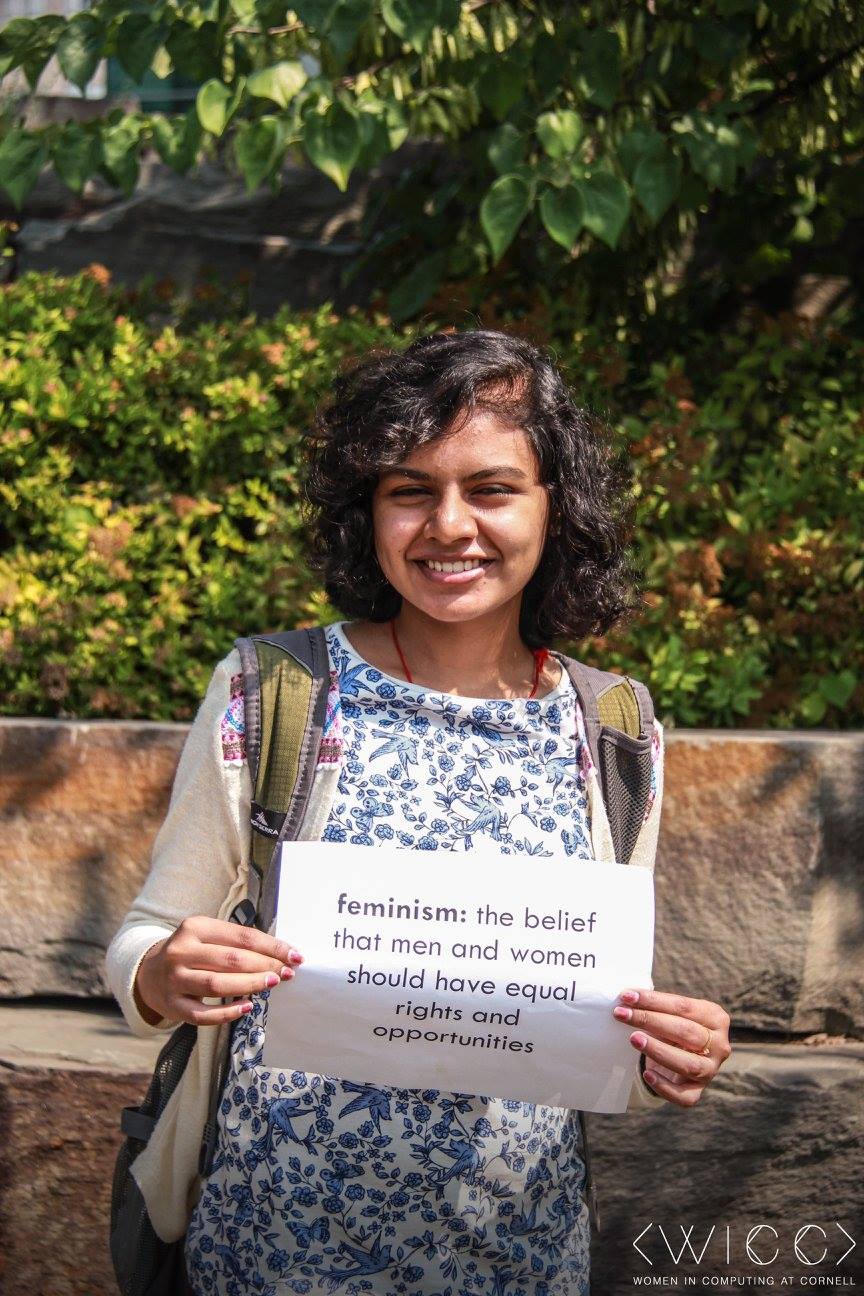 feminism: the belief
that men and women
should have equal
rights and
opportunities
<WICC>
WOMEN IN COMPUTING AT CORNELL